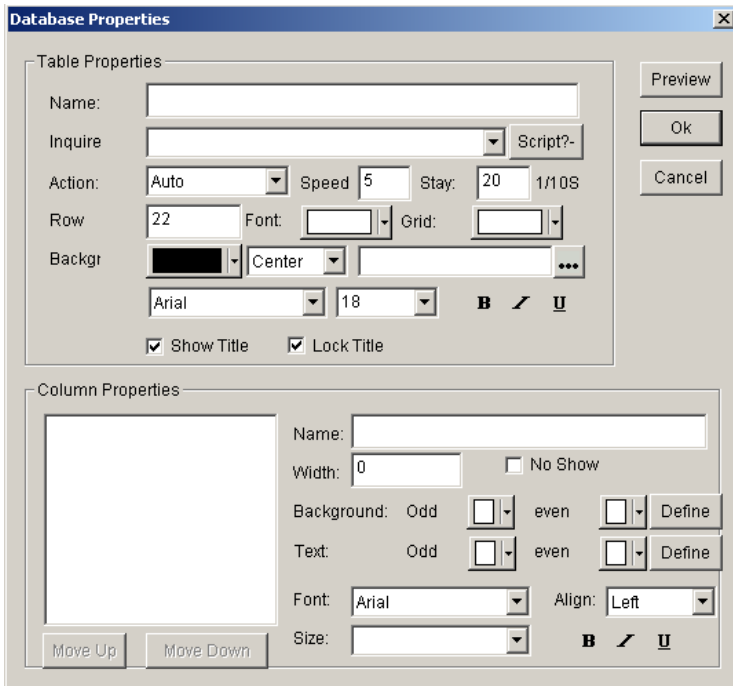 Database Properties
Table Properties
Preview
Name:
Ok
Inquire Script?-
Action: Auto Speed 5 Stay: 20 1/10S Cancel
Row 22 Font: Grid:
Backgr Center ...
Arial 18 B I U
Show Title Lock Title
Column Properties
Name:
Width: 0 No Show
Background: Odd even Define
Text: Odd even Define
Font: Arial Align: Left
Size: B I U
Move Up Move Down